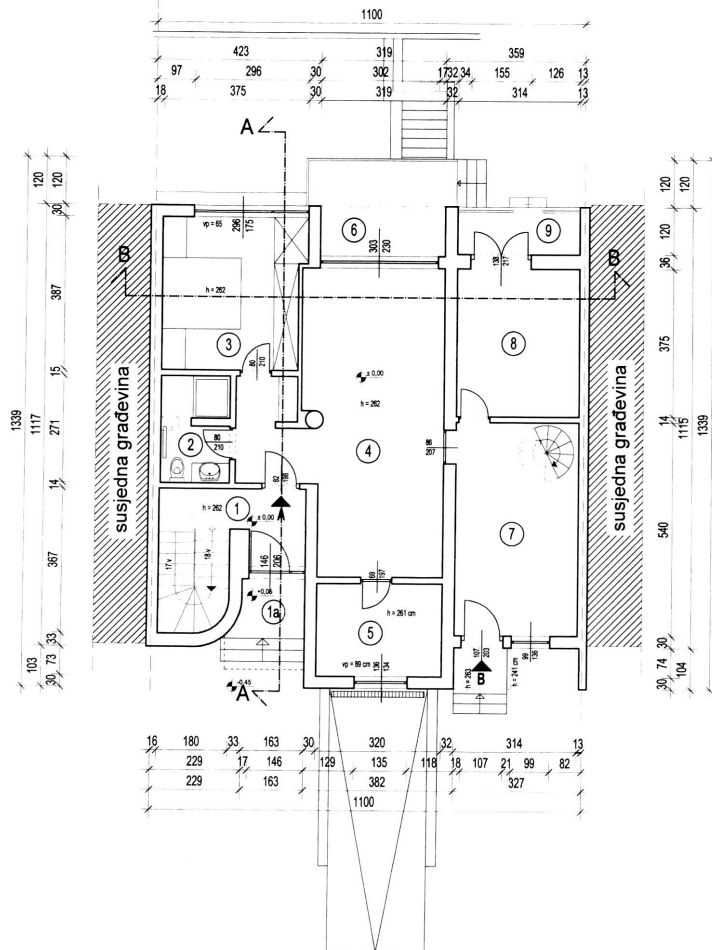 1100
423 319 359
97 296 30 302 17 32 34 155 126 13
18 375 30 319 32 314 13
A
120 120
30
387
15
271
14
367
33
103 73
30
1339 1117
120 120
120
36
375
14
540
30
74 104
30
1115 1339
B B
susjedna građevina
susjedna građevina
vp = 65
296
175
6
303
230
9
138
217
h = 262
3
80
210
8
± 0,00
h = 262
2
80
210
4
86
207
82
198
1
h = 262
± 0,00
7
17.v
18.v
146
206
+0,06
1a
69
197
5
h = 261 cm
vp = 89 cm
136
134
107
203
B
99
136
h = 263
h = 241 cm
-0,45
A
16 180 33 163 30 320 32 314 13
229 17 146 129 135 118 18 107 21 99 82
229 163 382 327
1100